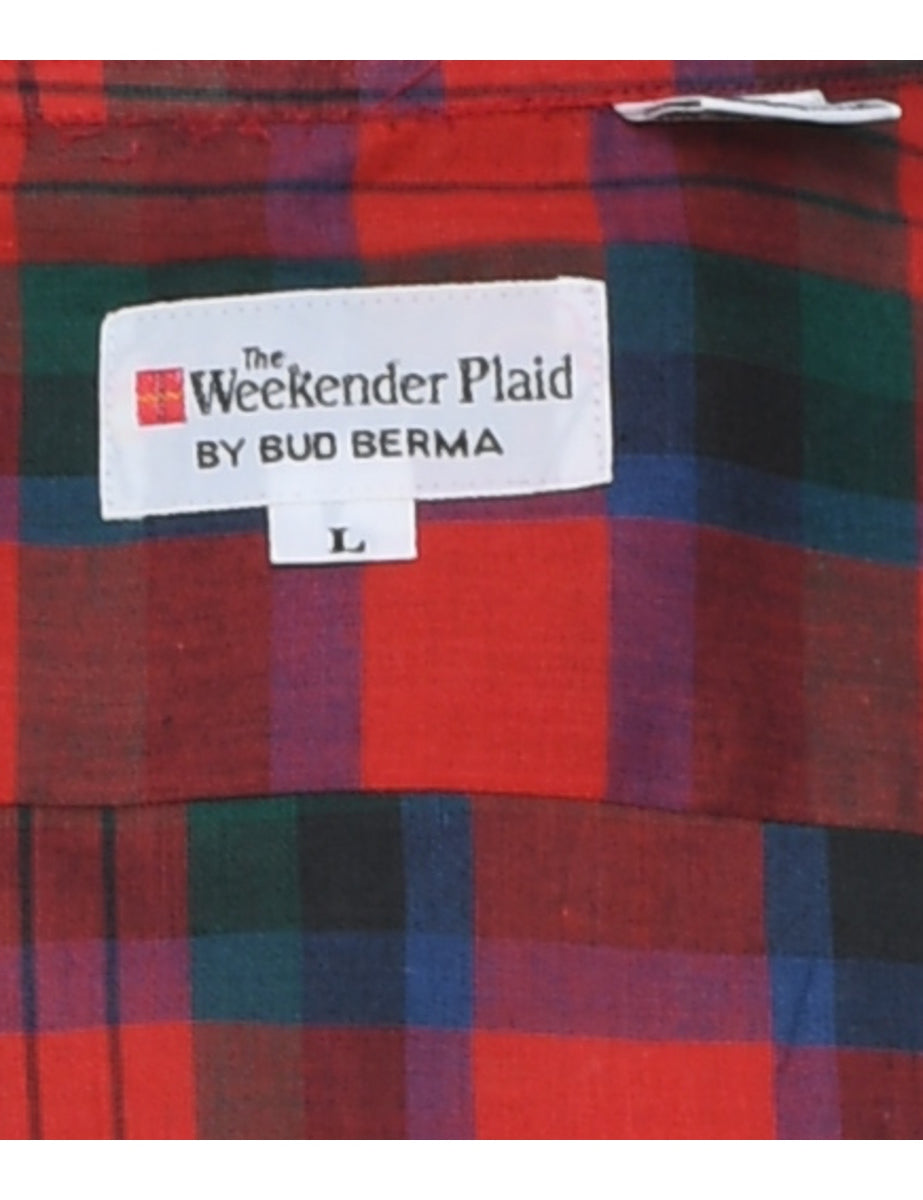 The
Weekender Plaid
BY BUD BERMA
L